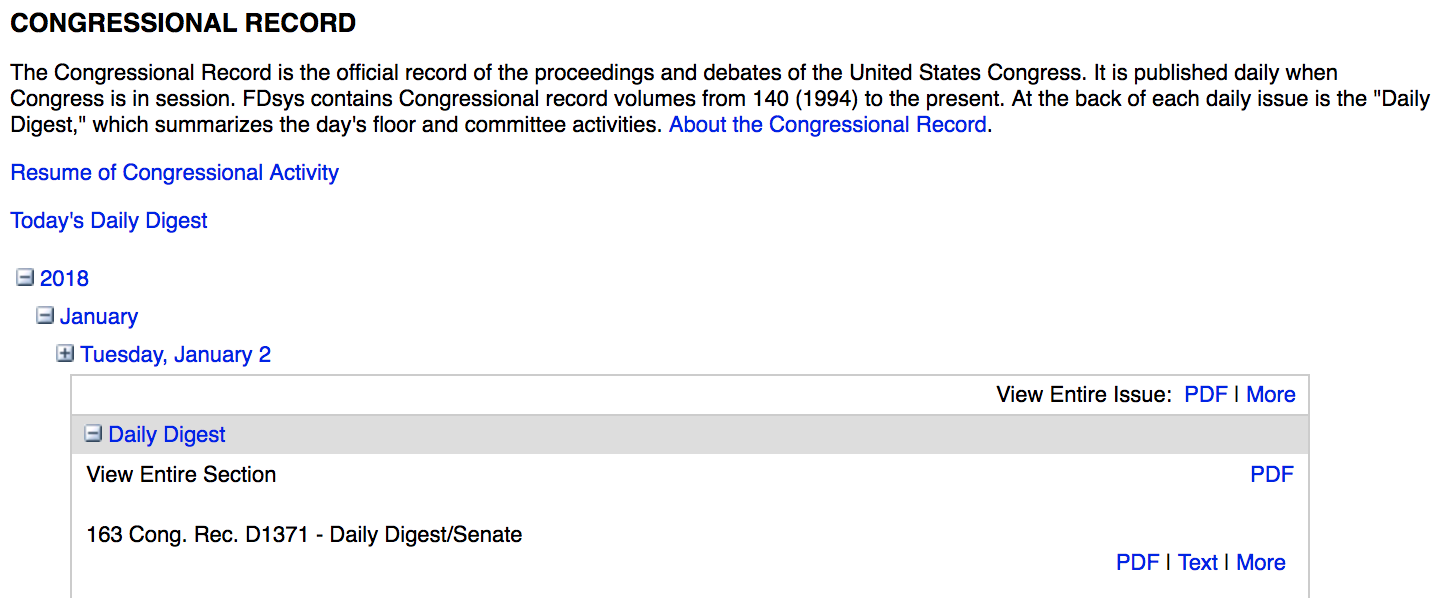 CONGRESSIONAL RECORD
The Congressional Record is the official record of the proceedings and debates of the United States Congress. It is published daily when
Congress is in session. FDsys contains Congressional record volumes from 140 (1994) to the present. At the back of each daily issue is the "Daily
Digest," which summarizes the day's floor and committee activities. About the Congressional Record.
Resume of Congressional Activity
Today's Daily Digest
2018
January
Tuesday, January 2
View Entire Issue: PDF | More
Daily Digest
View Entire Section PDF
163 Cong. Rec. D1371 - Daily Digest/Senate
PDF | Text | More